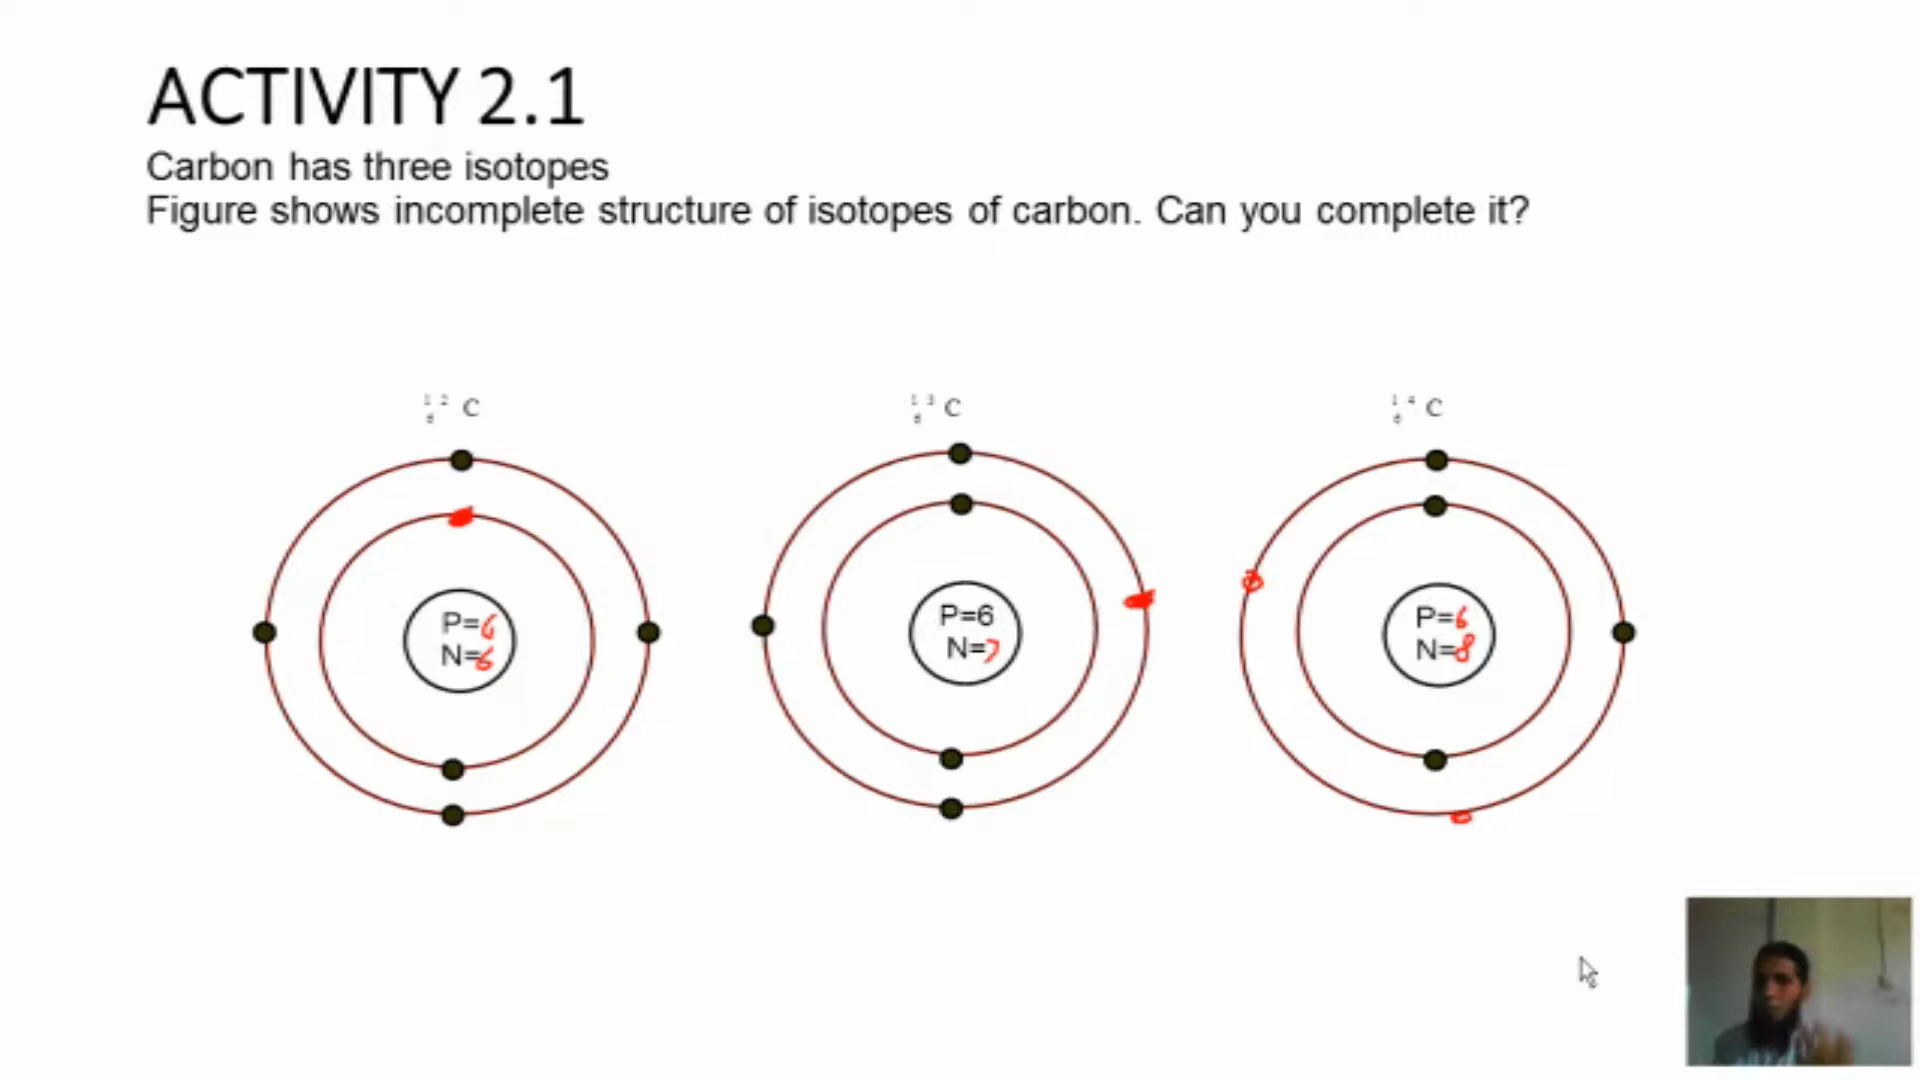 ACTIVITY 2.1
Carbon has three isotopes
Figure shows incomplete structure of isotopes of carbon. Can you complete it?
12 6 C
13 6 C
14 6 C
P=6
N=6
P=6
N=7
P=6
N=8